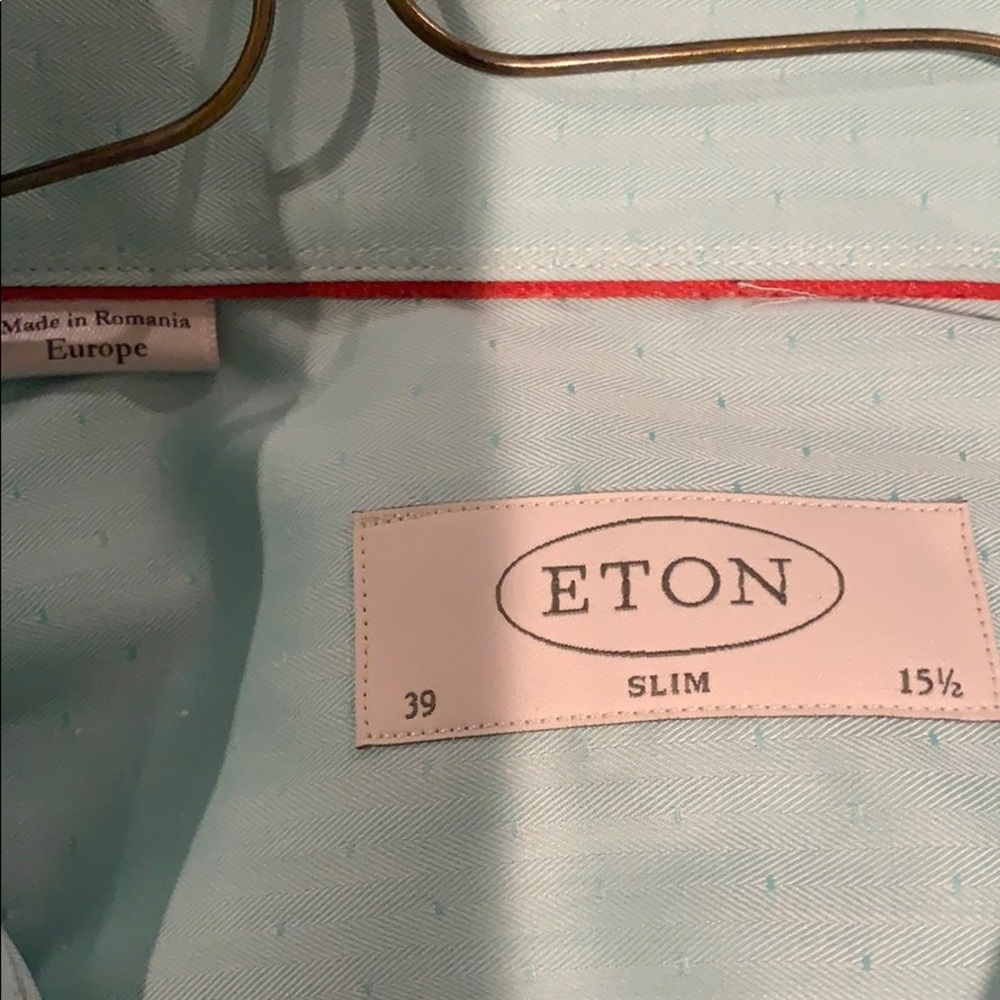 Made in Romania
Europe
ETON
SLIM
39
15½